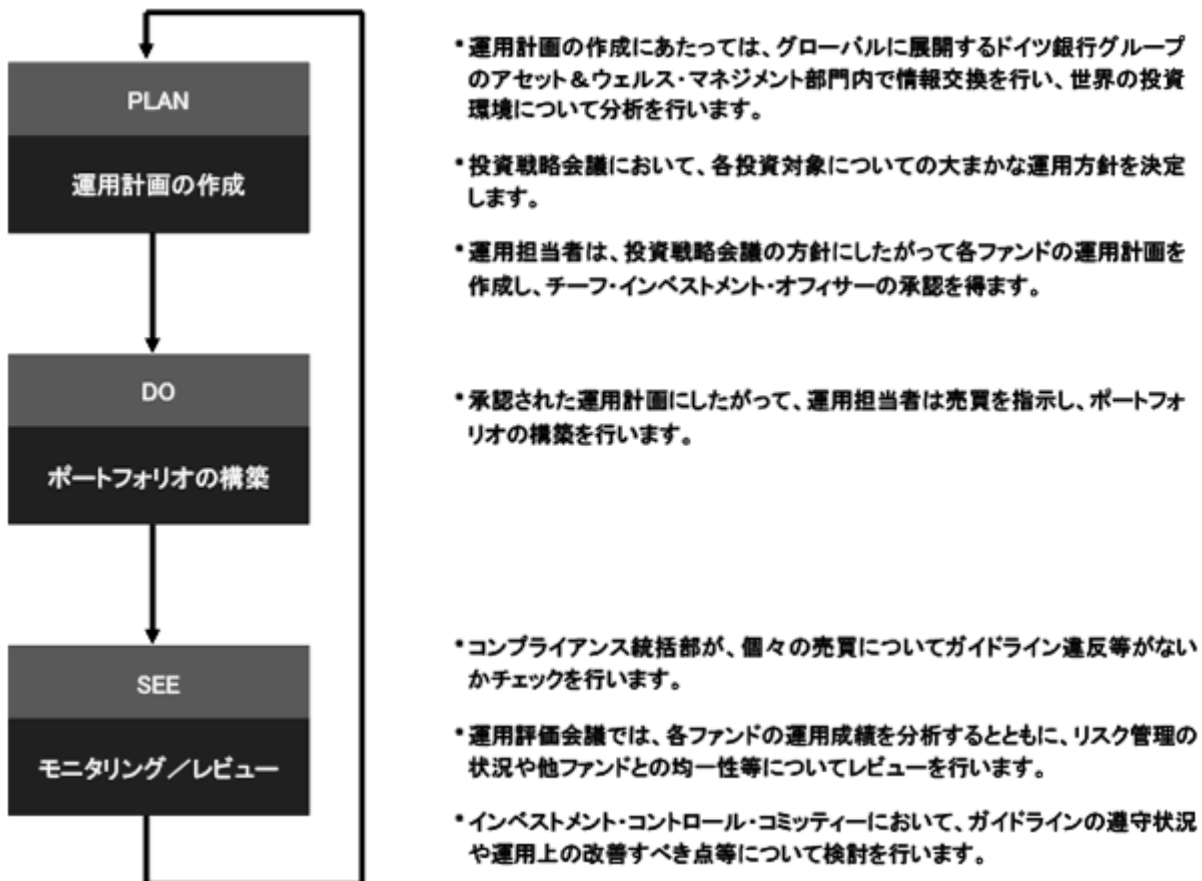 PLAN
運用計画の作成
*運用計画の作成にあたっては、グローバルに展開するドイツ銀行グループ
のアセット&ウェルス・マネジメント部門内で情報交換を行い、世界の投資
環境について分析を行います。
*投資戦略会議において、各投資対象についての大まかな運用方針を決定
します。
*運用担当者は、投資戦略会議の方針にしたがって各ファンドの運用計画を
作成し、チーフ・インベストメント・オフィサーの承認を得ます。
DO
ポートフォリオの構築
*承認された運用計画にしたがって、運用担当者は売買を指示し、ポートフォ
リオの構築を行います。
SEE
モニタリング/レビュー
*コンプライアンス統括部が、個々の売買についてガイドライン違反等がない
かチェックを行います。
*運用評価会議では、各ファンドの運用成績を分析するとともに、リスク管理の
状況や他ファンドとの均一性等についてレビューを行います。
*インベストメント・コントロール・コミッティーにおいて、ガイドラインの遵守状況
や運用上の改善すべき点等について検討を行います。